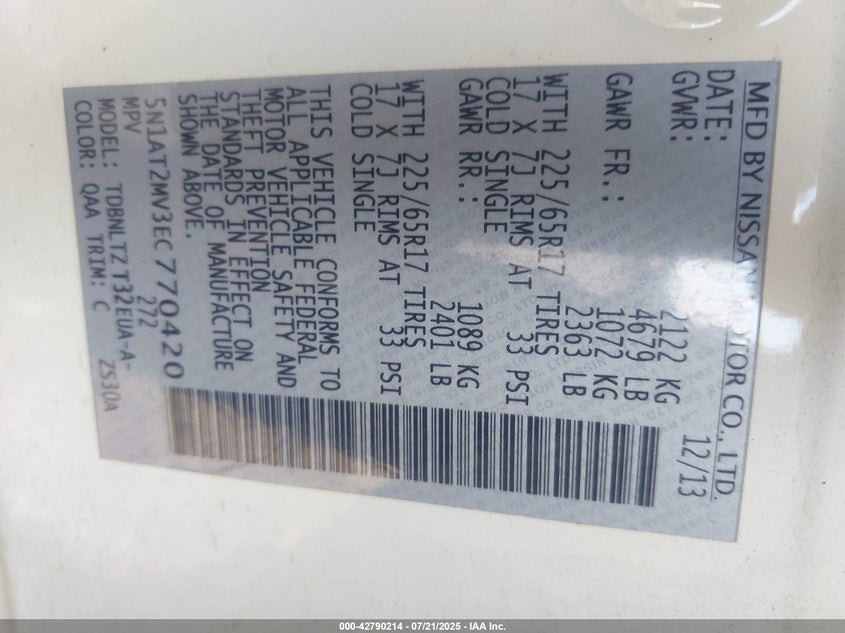 MFD BY NISSAN MOTOR CO., LTD.
DATE: 12/13
GVWR: 2122 KG
4679 LB
GAWR FR.: 1072 KG
2363 LB
WITH 225/65R17 TIRES
17 X 7J RIMS AT 33 PSI
COLD SINGLE
GAWR RR.: 1089 KG
2401 LB
WITH 225/65R17 TIRES
17 X 7J RIMS AT 33 PSI
COLD SINGLE
THIS VEHICLE CONFORMS TO
ALL APPLICABLE FEDERAL
MOTOR VEHICLE SAFETY AND
THEFT PREVENTION
STANDARDS IN EFFECT ON
THE DATE OF MANUFACTURE
SHOWN ABOVE.
5N1AT2MV3EC770420
MPV 272
MODEL: TDBNLTZ T32EUA-A-
COLOR: QAA TRIM: C ZS30A
000-42790214 - 07/21/2025 - IAA Inc.